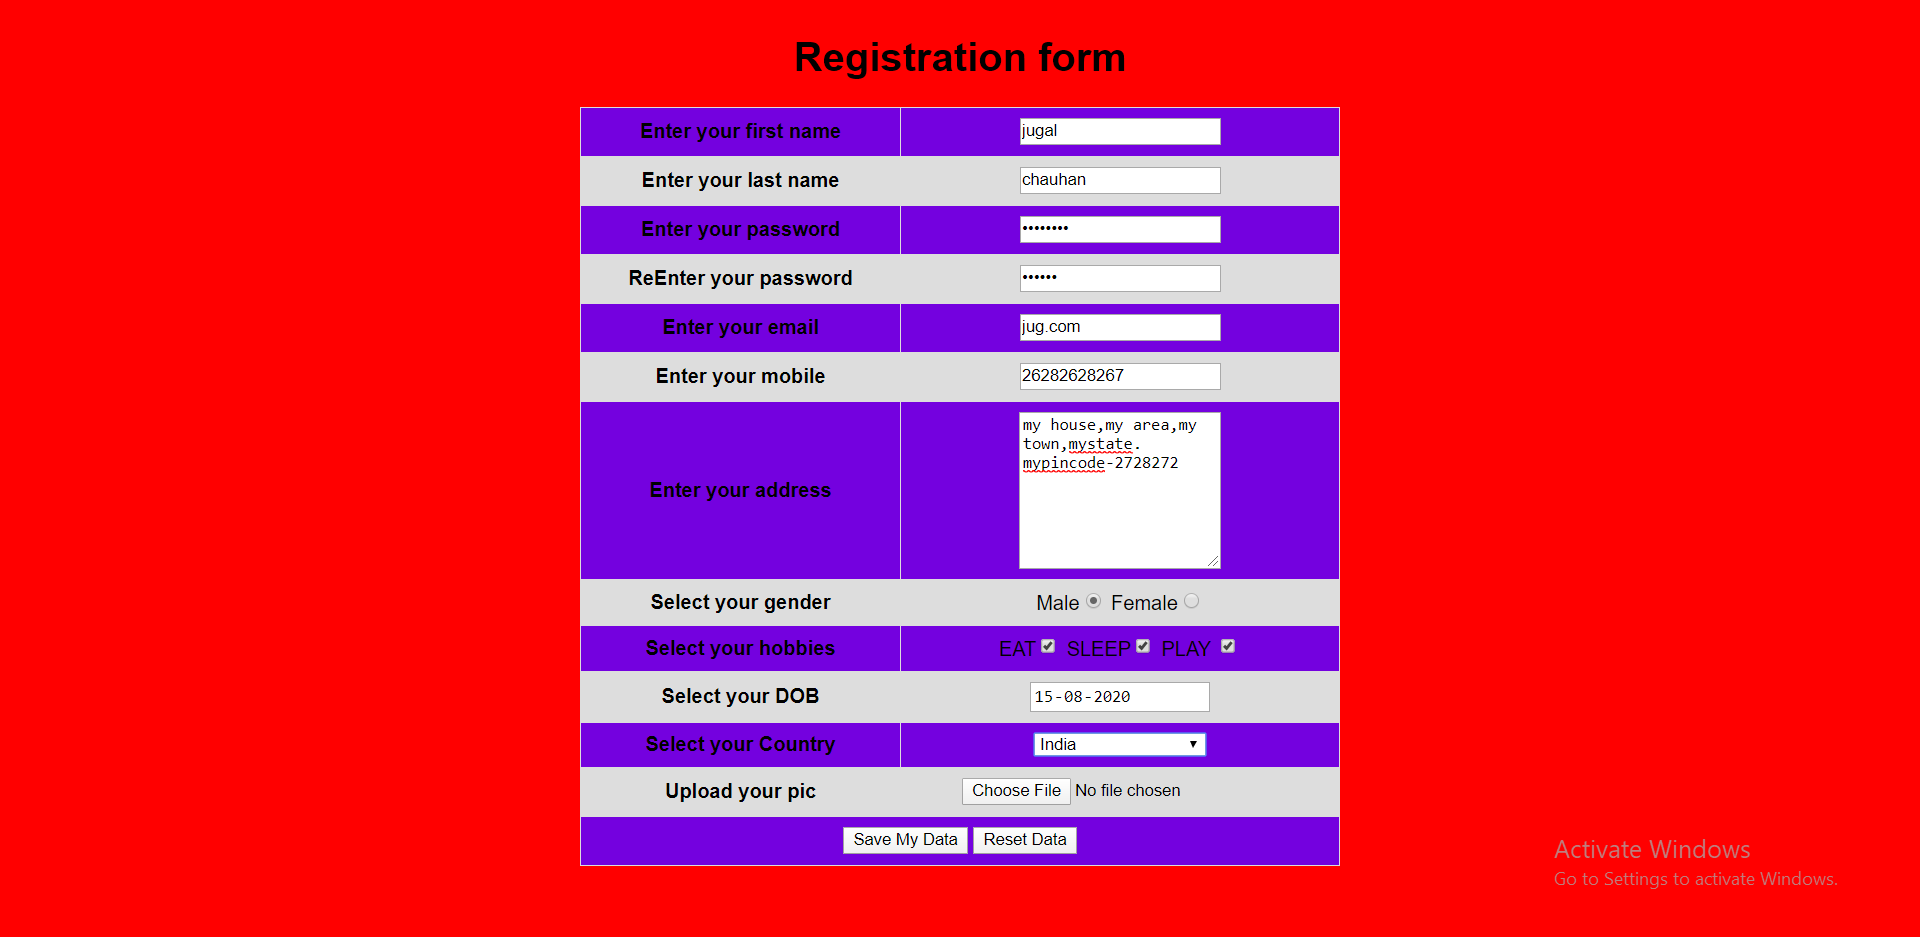 Registration form
Enter your first name jugal
Enter your last name chauhan
Enter your password ••••••••
ReEnter your password ••••••
Enter your email jug.com
Enter your mobile 26282628267
Enter your address
my house,my area,my
town,mystate.
mypincode-2728272
Select your gender Male Female
Select your hobbies EAT SLEEP PLAY
Select your DOB 15-08-2020
Select your Country India
Upload your pic Choose File No file chosen
Save My Data Reset Data
Activate Windows
Go to Settings to activate Windows.